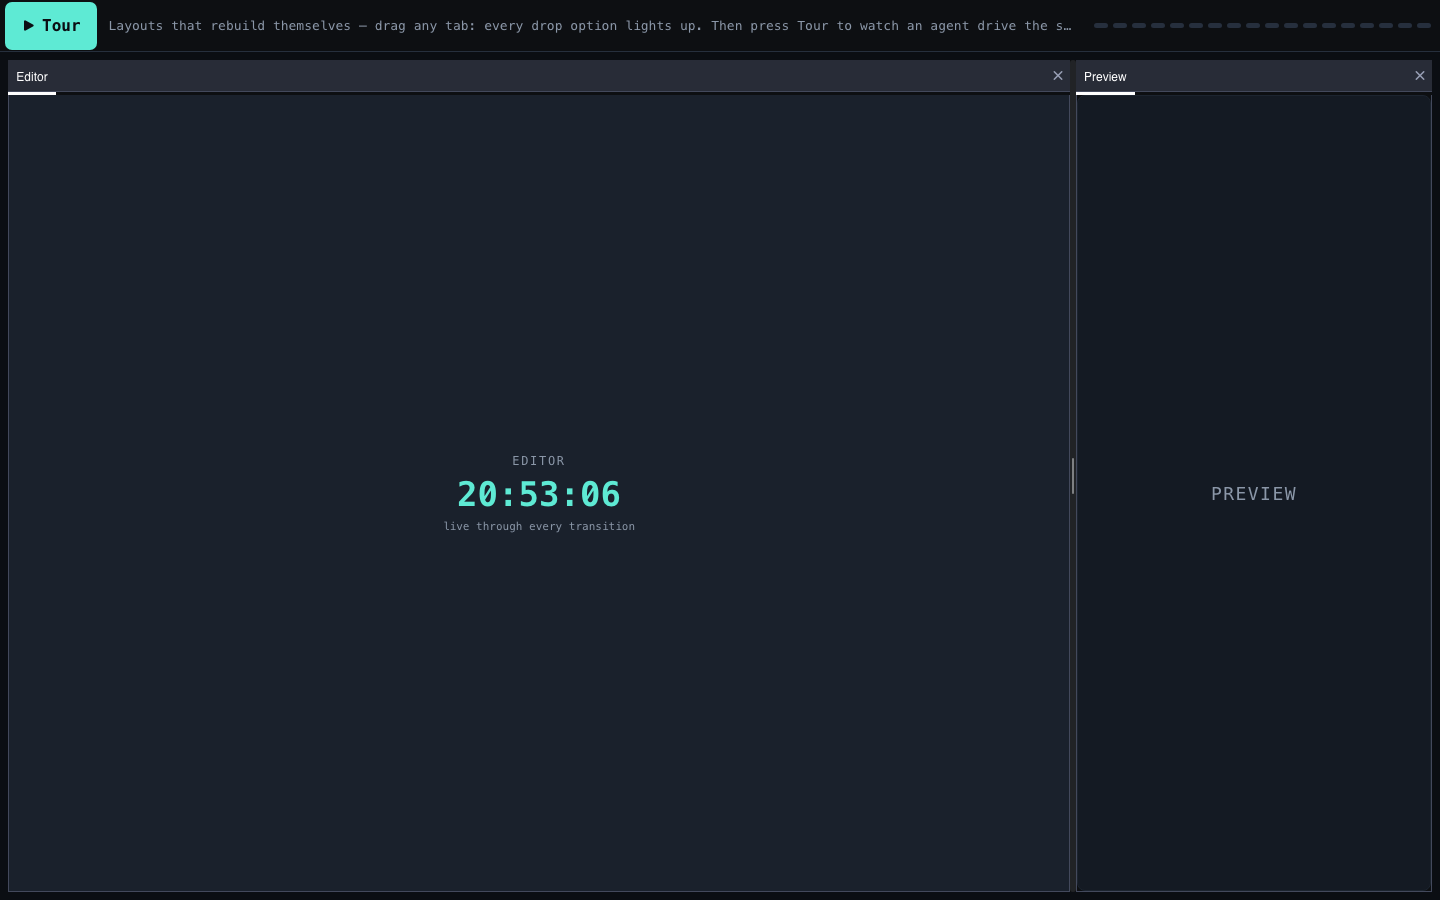 Tour
Layouts that rebuild themselves — drag any tab: every drop option lights up. Then press Tour to watch an agent drive the s…
Editor
Preview
EDITOR
20:53:06
live through every transition
PREVIEW